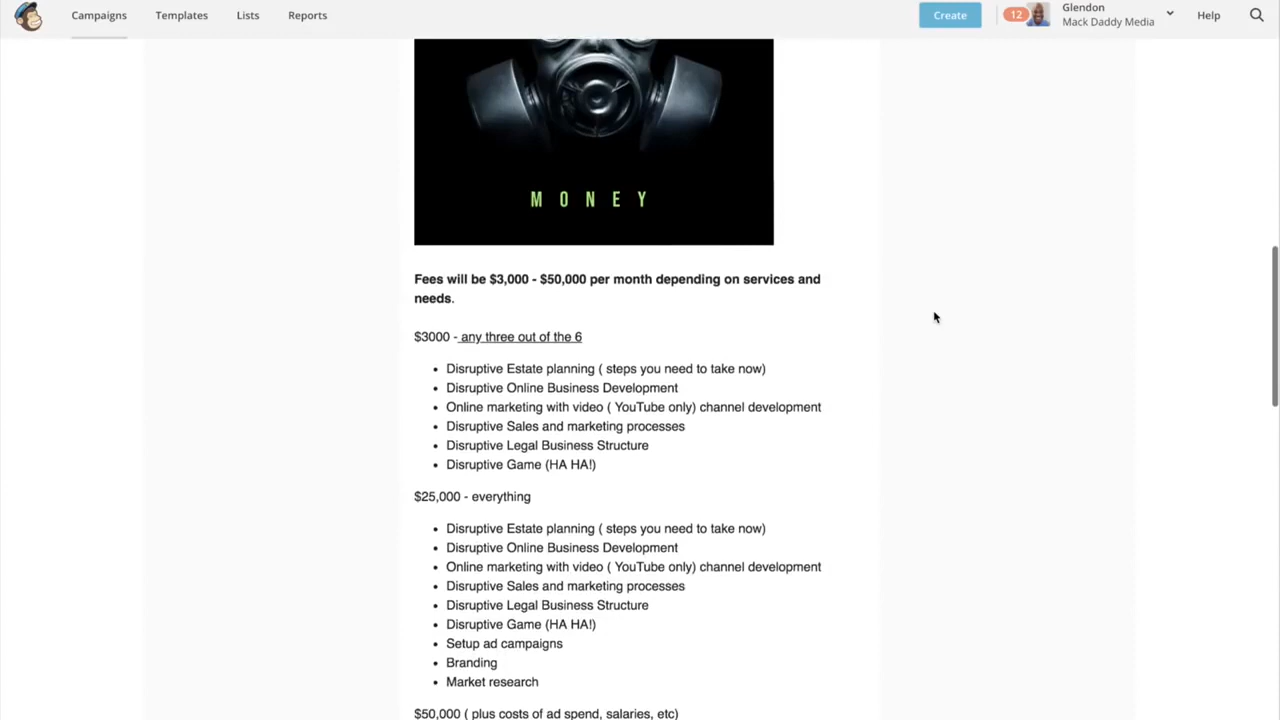 Campaigns Templates Lists Reports Create 12 Glendon Help
Mack Daddy Media
MONEY
Fees will be $3,000 - $50,000 per month depending on services and
needs.
$3000 - any three out of the 6
• Disruptive Estate planning ( steps you need to take now)
• Disruptive Online Business Development
• Online marketing with video ( YouTube only) channel development
• Disruptive Sales and marketing processes
• Disruptive Legal Business Structure
• Disruptive Game (HA HA!)
$25,000 - everything
• Disruptive Estate planning ( steps you need to take now)
• Disruptive Online Business Development
• Online marketing with video ( YouTube only) channel development
• Disruptive Sales and marketing processes
• Disruptive Legal Business Structure
• Disruptive Game (HA HA!)
• Setup ad campaigns
• Branding
• Market research
$50,000 ( plus costs of ad spend, salaries, etc)